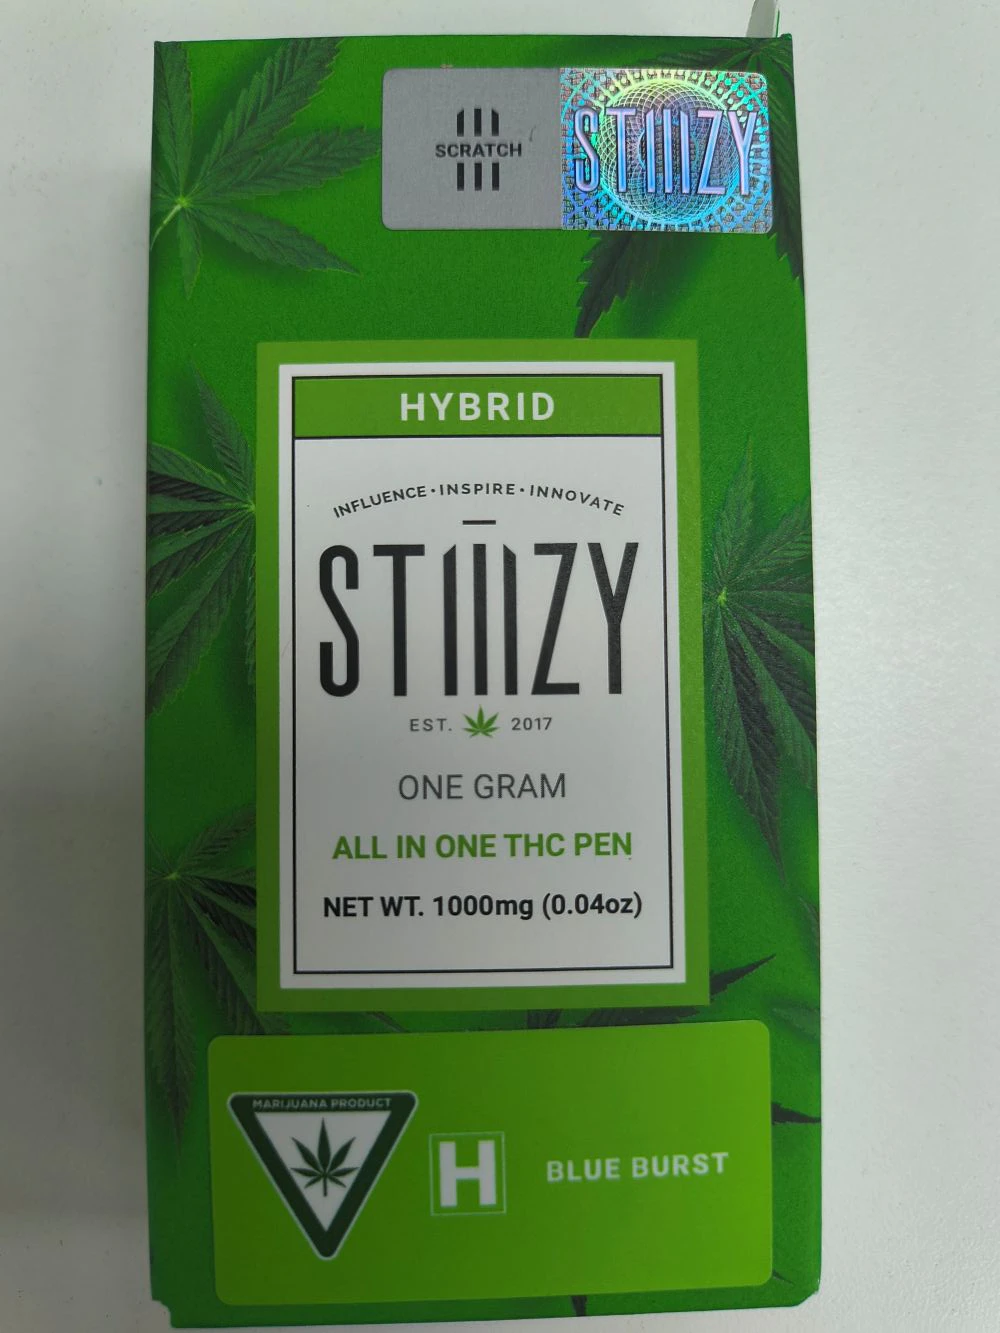 SCRATCH
STIIIZY
HYBRID
INFLUENCE • INSPIRE • INNOVATE
STIIIZY
EST. 2017
ONE GRAM
ALL IN ONE THC PEN
NET WT. 1000mg (0.04oz)
MARIJUANA PRODUCT
H
BLUE BURST